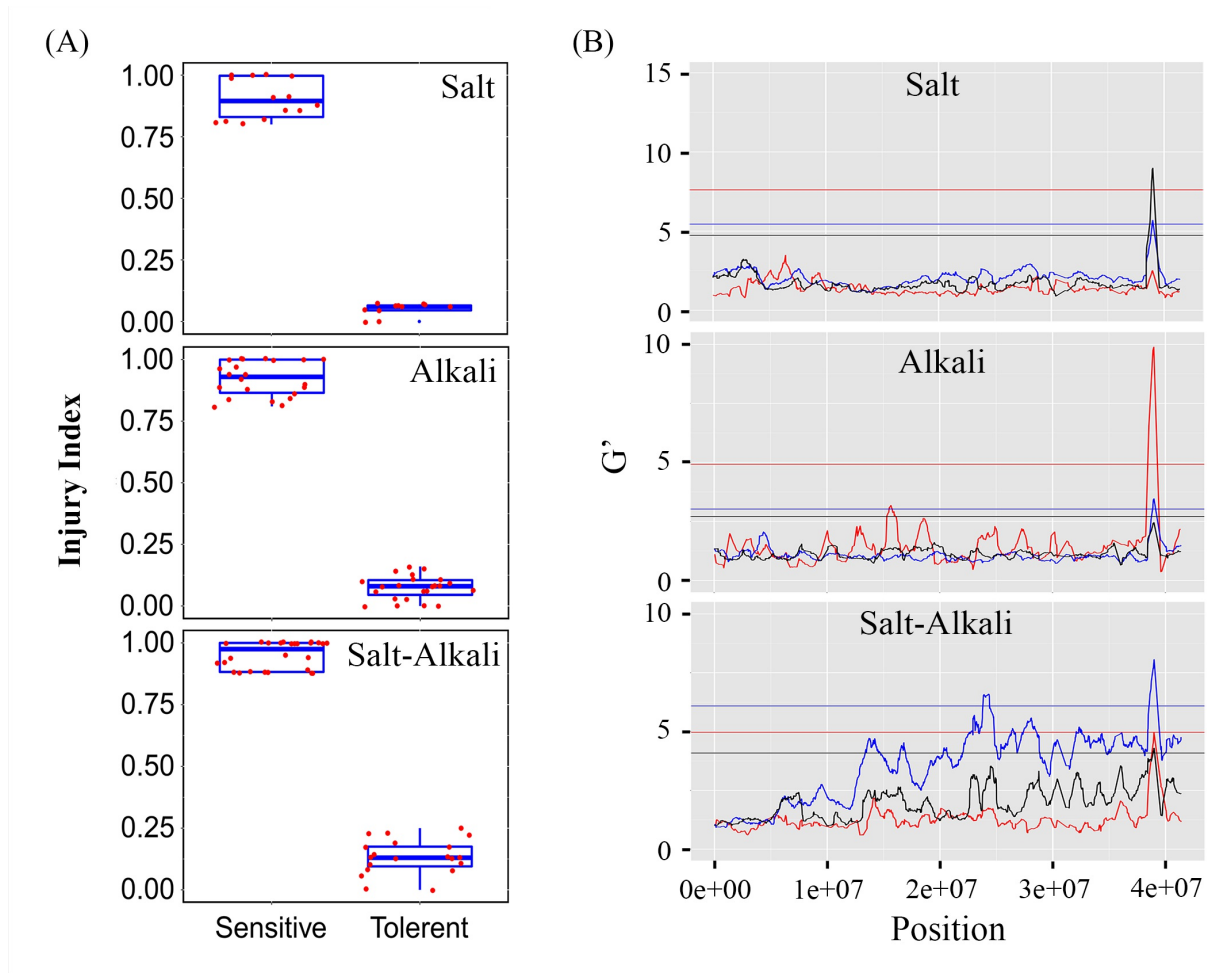 (A)
Injury Index
1.00
0.75
0.50
0.25
0.00
Salt
1.00
0.75
0.50
0.25
0.00
Alkali
1.00
0.75
0.50
0.25
0.00
Salt-Alkali
Sensitive Tolerent
(B)
G’
15
10
5
0
Salt
10
5
0
Alkali
10
5
0
Salt-Alkali
0e+00 1e+07 2e+07 3e+07 4e+07
Position